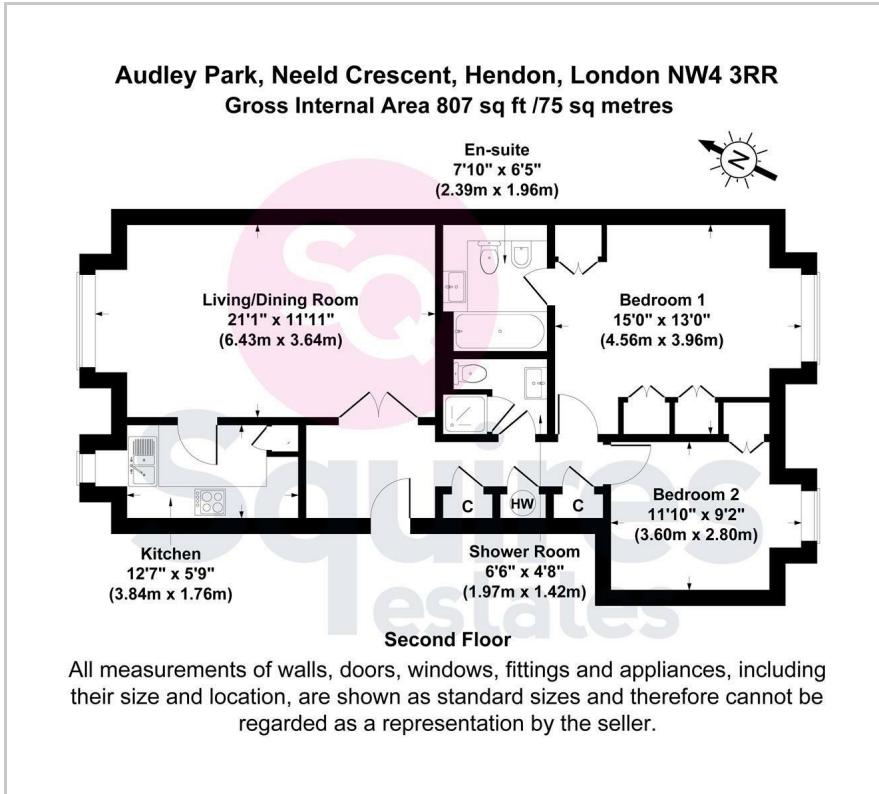 Audley Park, Neeld Crescent, Hendon, London NW4 3RR
Gross Internal Area 807 sq ft /75 sq metres
En-suite
7'10" x 6'5"
(2.39m x 1.96m)
N
Living/Dining Room
21'1" x 11'11"
(6.43m x 3.64m)
Bedroom 1
15'0" x 13'0"
(4.56m x 3.96m)
SQ
Squires
estates
C
HW
C
Bedroom 2
11'10" x 9'2"
(3.60m x 2.80m)
Kitchen
12'7" x 5'9"
(3.84m x 1.76m)
Shower Room
6'6" x 4'8"
(1.97m x 1.42m)
Second Floor
All measurements of walls, doors, windows, fittings and appliances, including
their size and location, are shown as standard sizes and therefore cannot be
regarded as a representation by the seller.